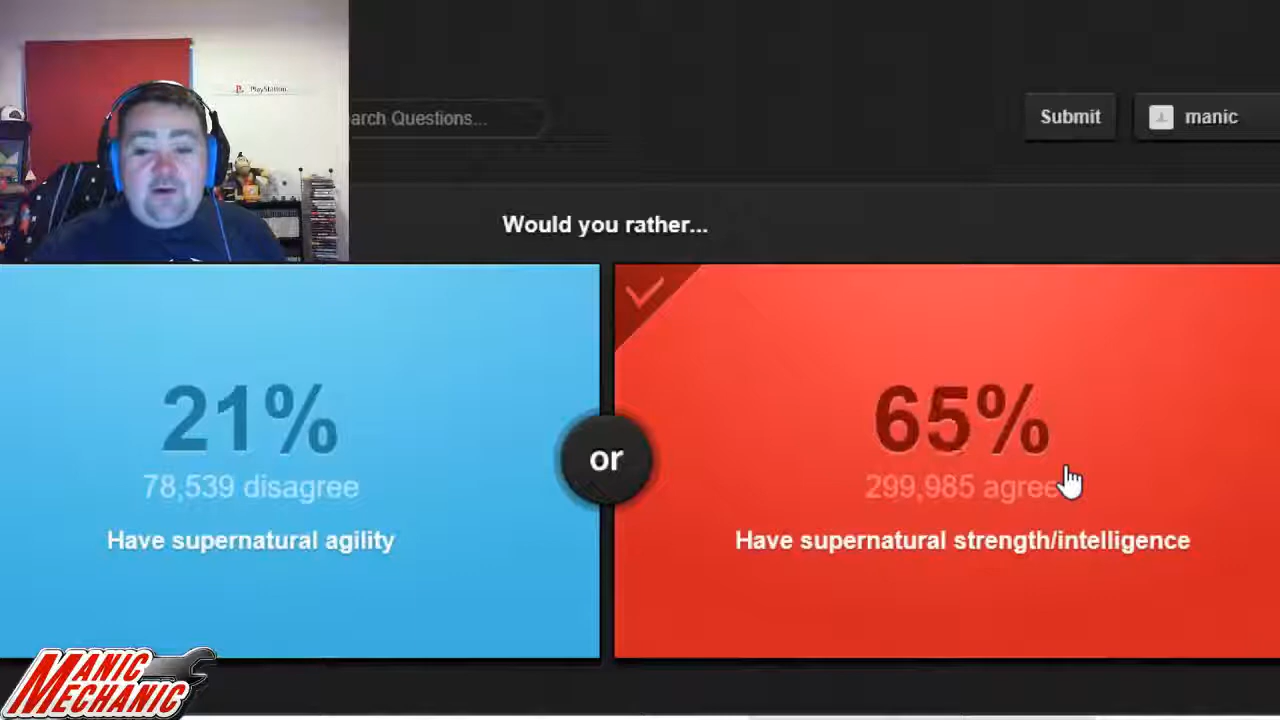 PlayStation
arch Questions...
Submit
manic
Would you rather...
21%
78,539 disagree
Have supernatural agility
or
65%
299,985 agree
Have supernatural strength/intelligence
MANIC
MECHANIC